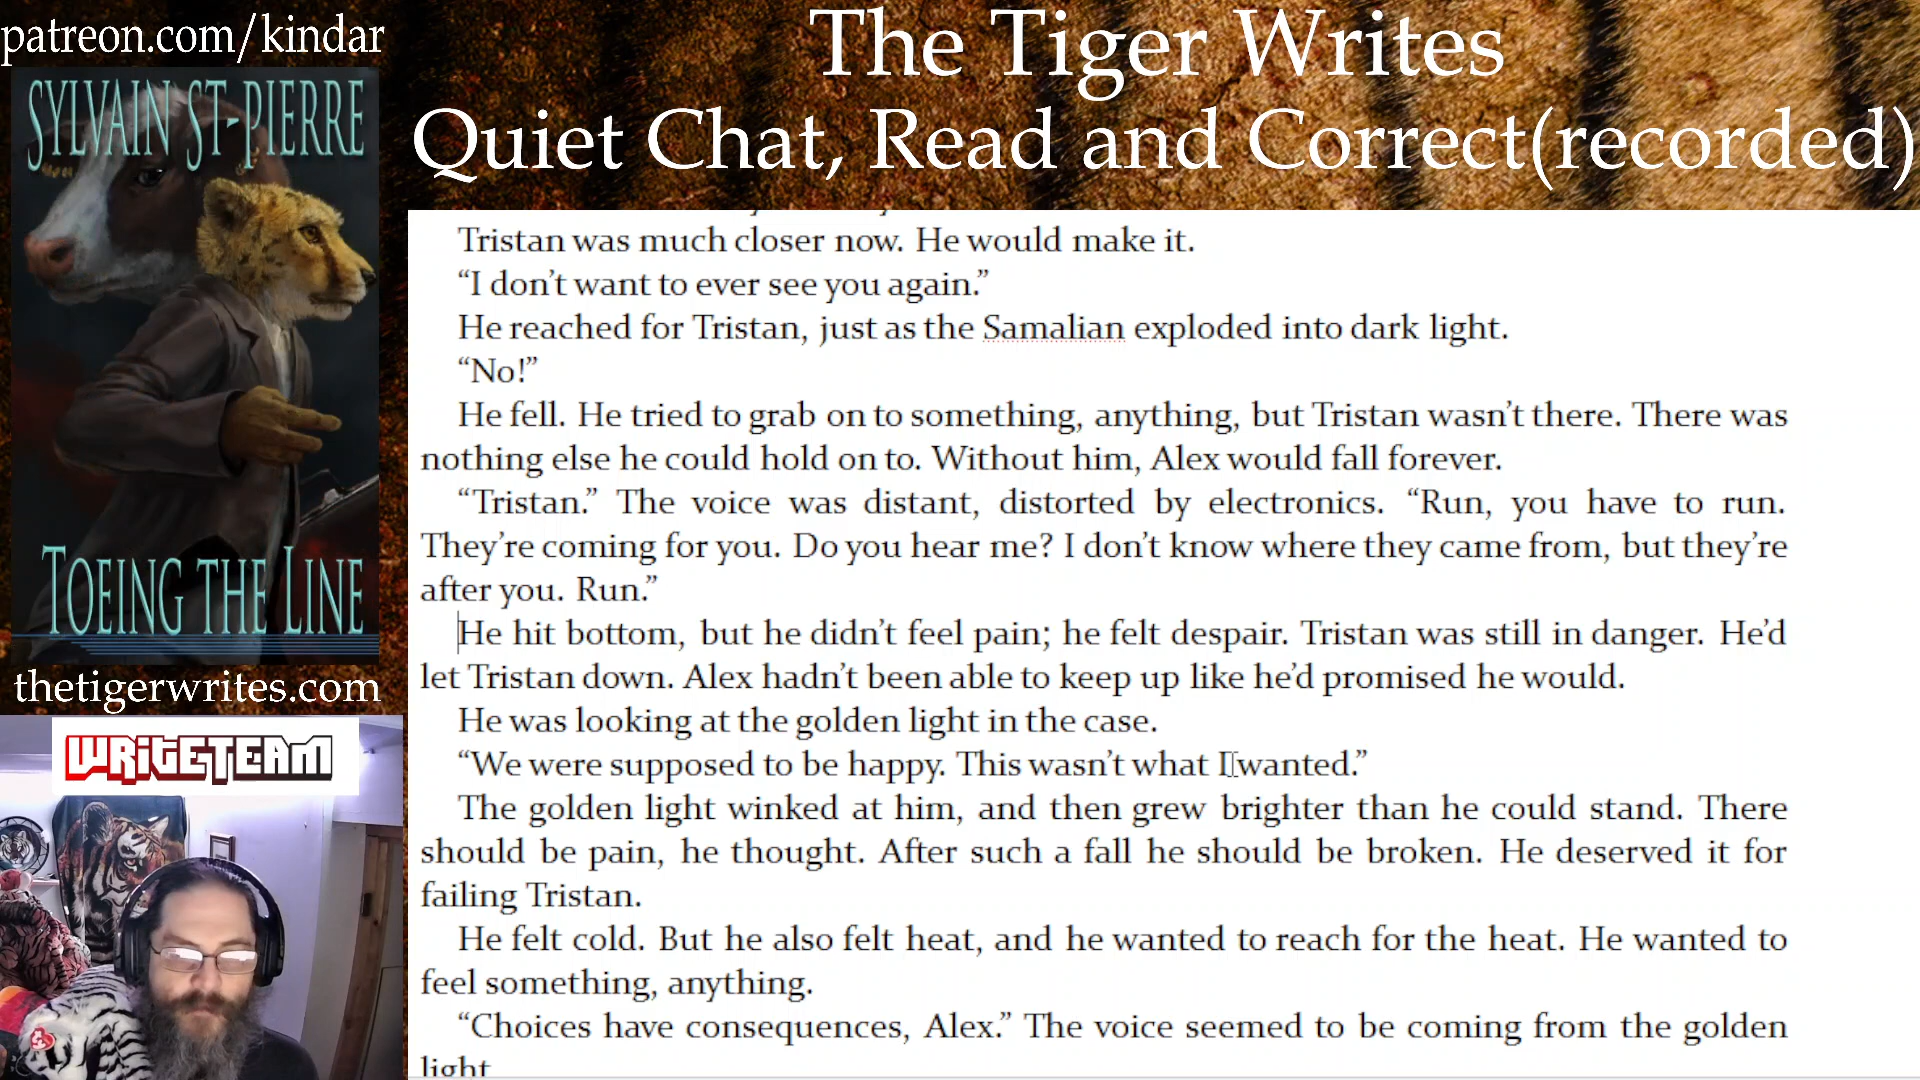 patreon.com/kindar
SYLVAIN ST-PIERRE
TOEING THE LINE
thetigerwrites.com
WRITETEAM
The Tiger Writes
Quiet Chat, Read and Correct(recorded)
Tristan was much closer now. He would make it.
“I don’t want to ever see you again.”
He reached for Tristan, just as the Samalian exploded into dark light.
“No!”
He fell. He tried to grab on to something, anything, but Tristan wasn’t there. There was
nothing else he could hold on to. Without him, Alex would fall forever.
“Tristan.” The voice was distant, distorted by electronics. “Run, you have to run.
They’re coming for you. Do you hear me? I don’t know where they came from, but they’re
after you. Run.”
He hit bottom, but he didn’t feel pain; he felt despair. Tristan was still in danger. He’d
let Tristan down. Alex hadn’t been able to keep up like he’d promised he would.
He was looking at the golden light in the case.
“We were supposed to be happy. This wasn’t what I wanted.”
The golden light winked at him, and then grew brighter than he could stand. There
should be pain, he thought. After such a fall he should be broken. He deserved it for
failing Tristan.
He felt cold. But he also felt heat, and he wanted to reach for the heat. He wanted to
feel something, anything.
“Choices have consequences, Alex.” The voice seemed to be coming from the golden
light